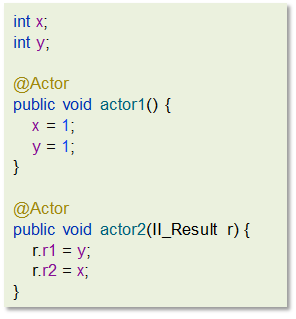 int x;
int y;

@Actor
public void actor1() {
    x = 1;
    y = 1;
}

@Actor
public void actor2(II_Result r) {
    r.r1 = y;
    r.r2 = x;
}